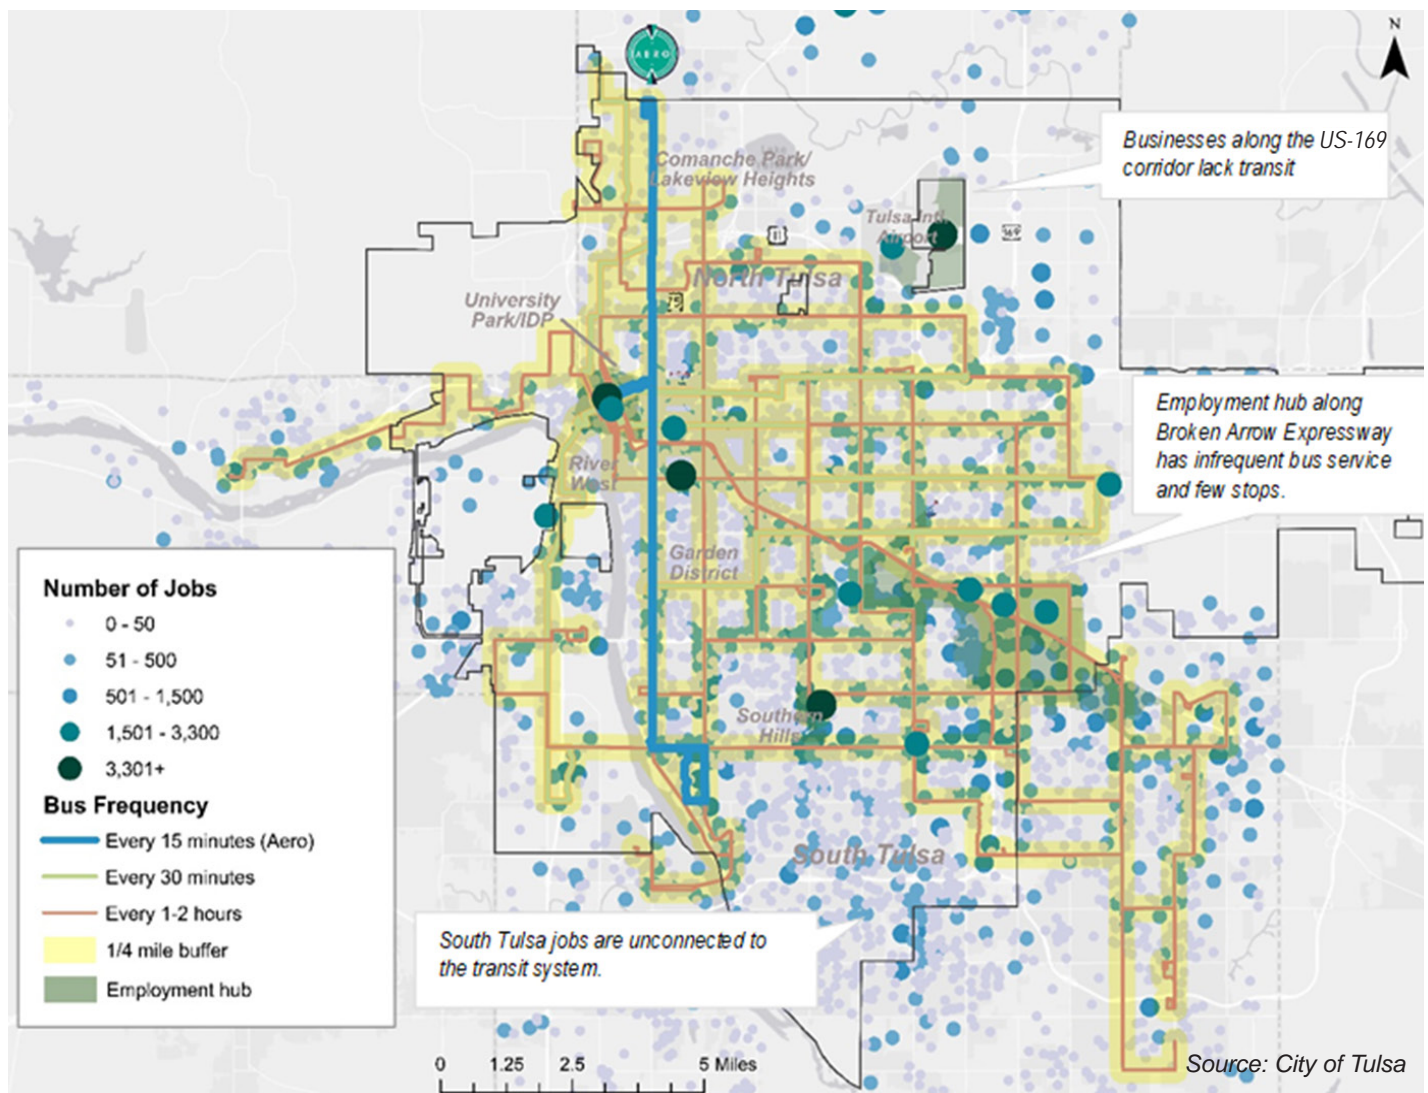 AERO
N
Businesses along the US-169
corridor lack transit
Comanche Park/
Lakeview Heights
Tulsa Intl.
Airport
11
169
North Tulsa
75
University
Park/IDP
Employment hub along
Broken Arrow Expressway
has infrequent bus service
and few stops.
River
West
Garden
District
Number of Jobs
0 - 50
51 - 500
501 - 1,500
1,501 - 3,300
3,301+
Bus Frequency
Every 15 minutes (Aero)
Every 30 minutes
Every 1-2 hours
1/4 mile buffer
Employment hub
Southern
Hills
South Tulsa
South Tulsa jobs are unconnected to
the transit system.
0 1.25 2.5 5 Miles
Source: City of Tulsa